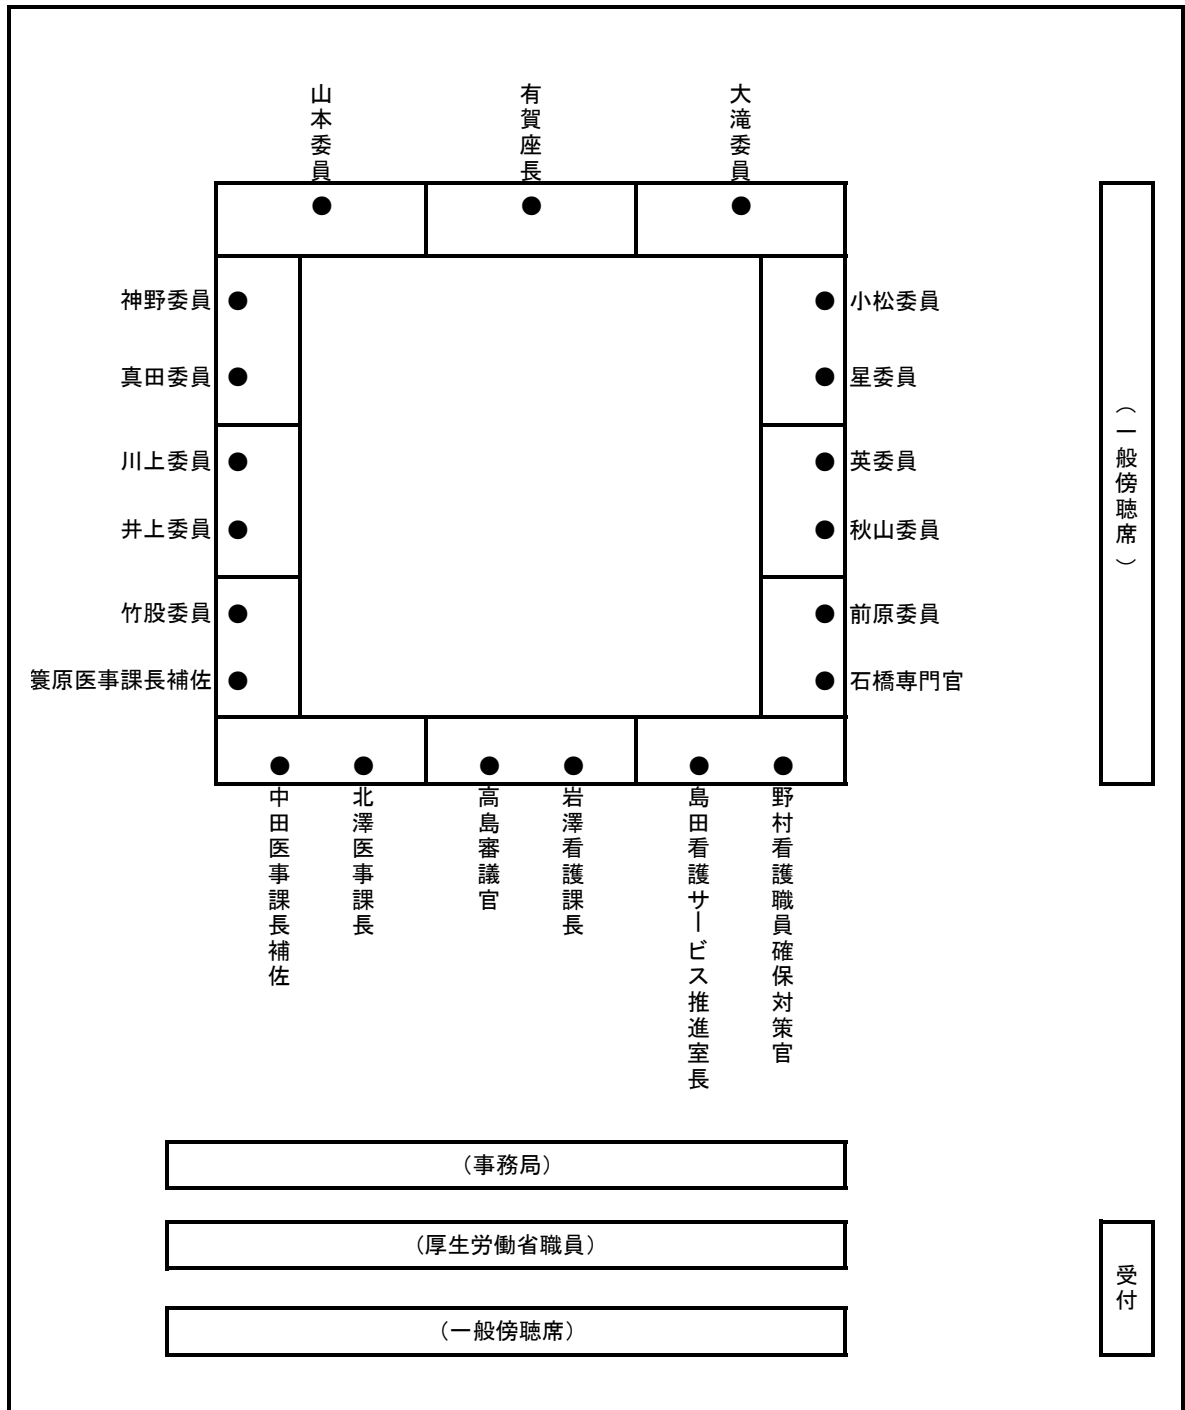 山本委員
有賀座長
大滝委員
神野委員
真田委員
川上委員
井上委員
竹股委員
簑原医事課長補佐
小松委員
星委員
英委員
秋山委員
前原委員
石橋専門官
中田医事課長補佐
北澤医事課長
高島審議官
岩澤看護課長
島田看護サービス推進室長
野村看護職員確保対策官
（一般傍聴席）
（事務局）
（厚生労働省職員）
（一般傍聴席）
受付